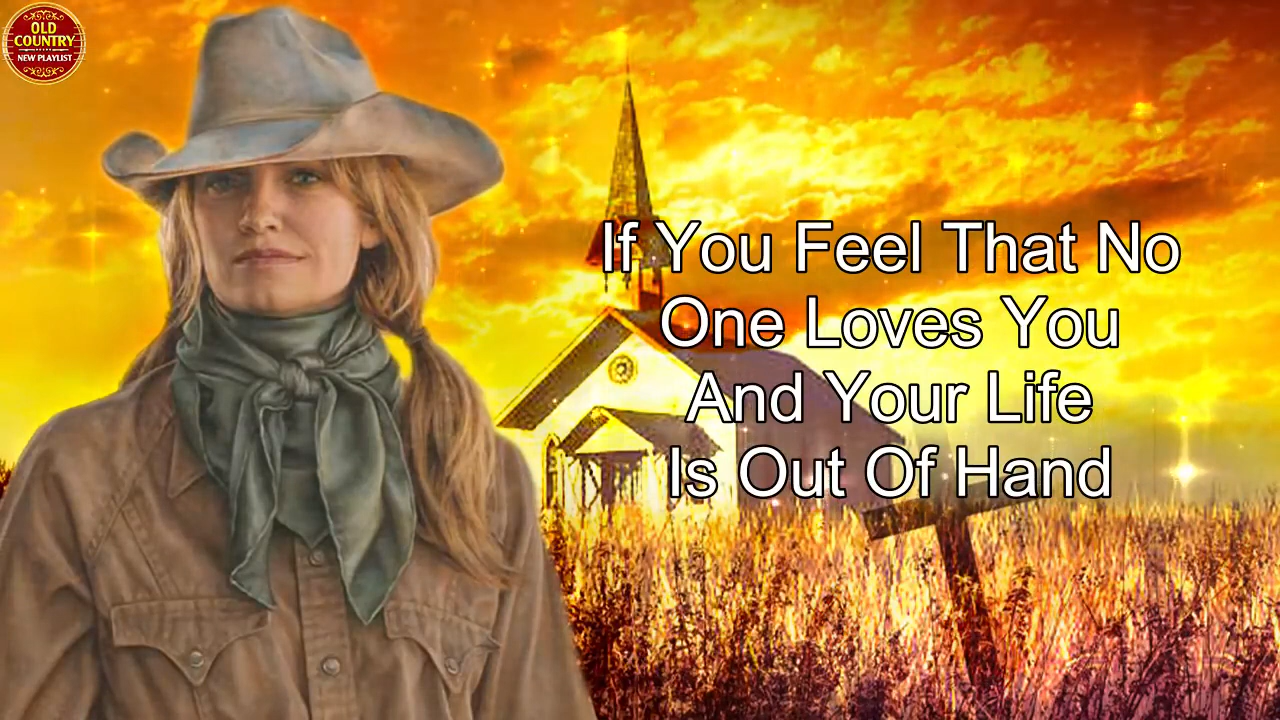 OLD
COUNTRY
NEW PLAYLIST
If You Feel That No
One Loves You
And Your Life
Is Out Of Hand